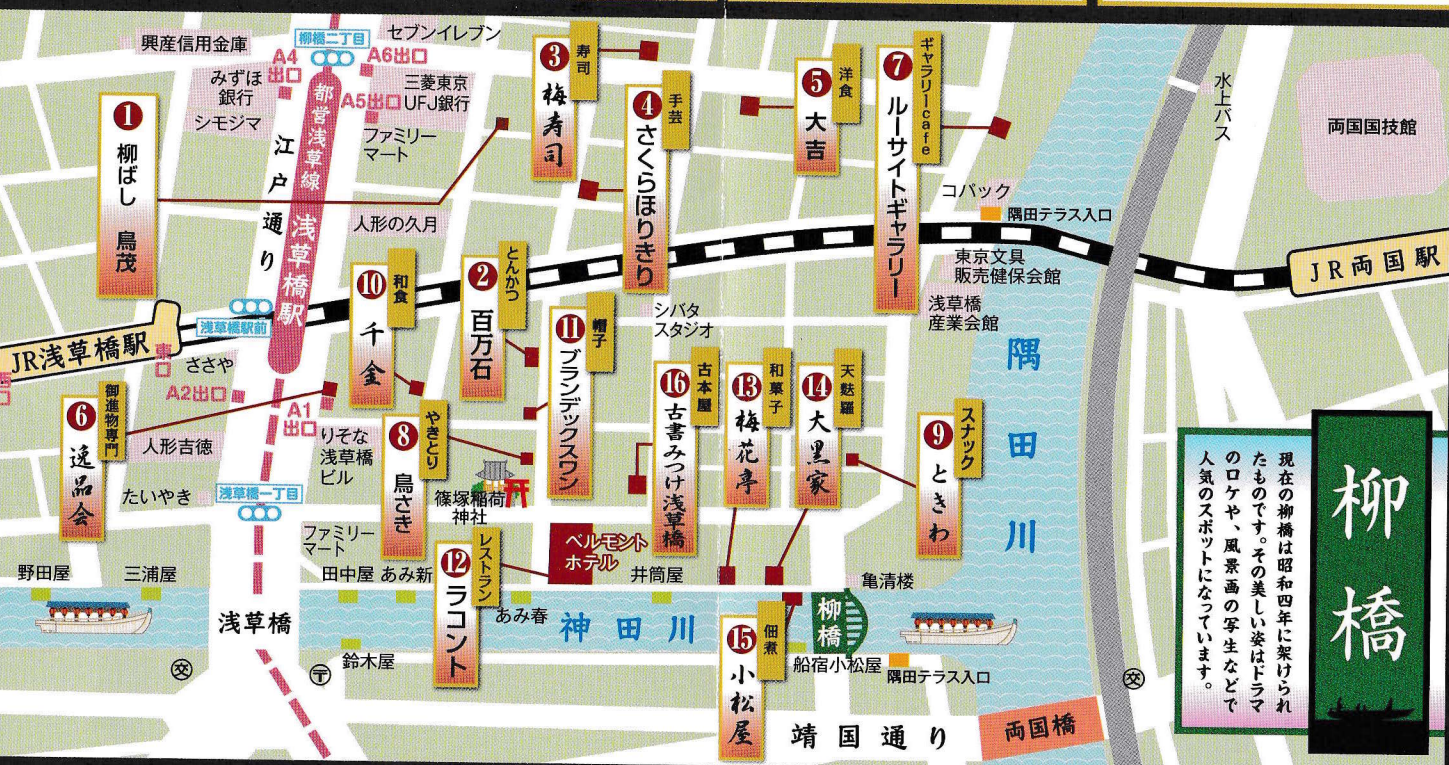 興産信用金庫
柳橋二丁目
セブンイレブン
A4
出口
A6出口
みずほ
銀行
シモジマ
A5出口
三菱東京
UFJ銀行
ファミリー
マート
都営浅草線 浅草橋駅
江戸通り
人形の久月
❶ 柳ばし 鳥茂
寿司
❸ 梅寿司
手芸
❹ さくらほりきり
洋食
❺ 大吉
ギャラリーcafe
❼ ルーサイトギャラリー
コパック
隅田テラス入口
水上バス
両国国技館
JR両国駅
東京文具
販売健保会館
浅草橋
産業会館
隅田川
JR浅草橋駅
浅草橋駅前
東口
西口
ささや
A2出口
A1
出口
和食
❿ 千金
とんかつ
❷ 百万石
帽子
⓫ ブランデックスワン
シバタ
スタジオ
古本屋
⓰ 古書みつけ浅草橋
和菓子
⓭ 梅花亭
天麩羅
⓮ 大黒家
スナック
❾ ときわ
御進物専門
❻ 逸品会
人形吉徳
たいやき
浅草橋一丁目
りそな
浅草橋
ビル
やきとり
❽ 鳥さき
篠塚稲荷
神社
ファミリー
マート
レストラン
⓬ ラコント
ベルモント
ホテル
野田屋
三浦屋
田中屋
あみ新
あみ春
井筒屋
亀清楼
浅草橋
神田川
柳橋
鈴木屋
佃煮
⓯ 小松屋
船宿小松屋
隅田テラス入口
交
〒
交
靖国通り
両国橋
柳橋
現在の柳橋は昭和四年に架けられ
たものです。その美しい姿はドラマ
のロケや、風景画の写生などで
人気のスポットになっています。